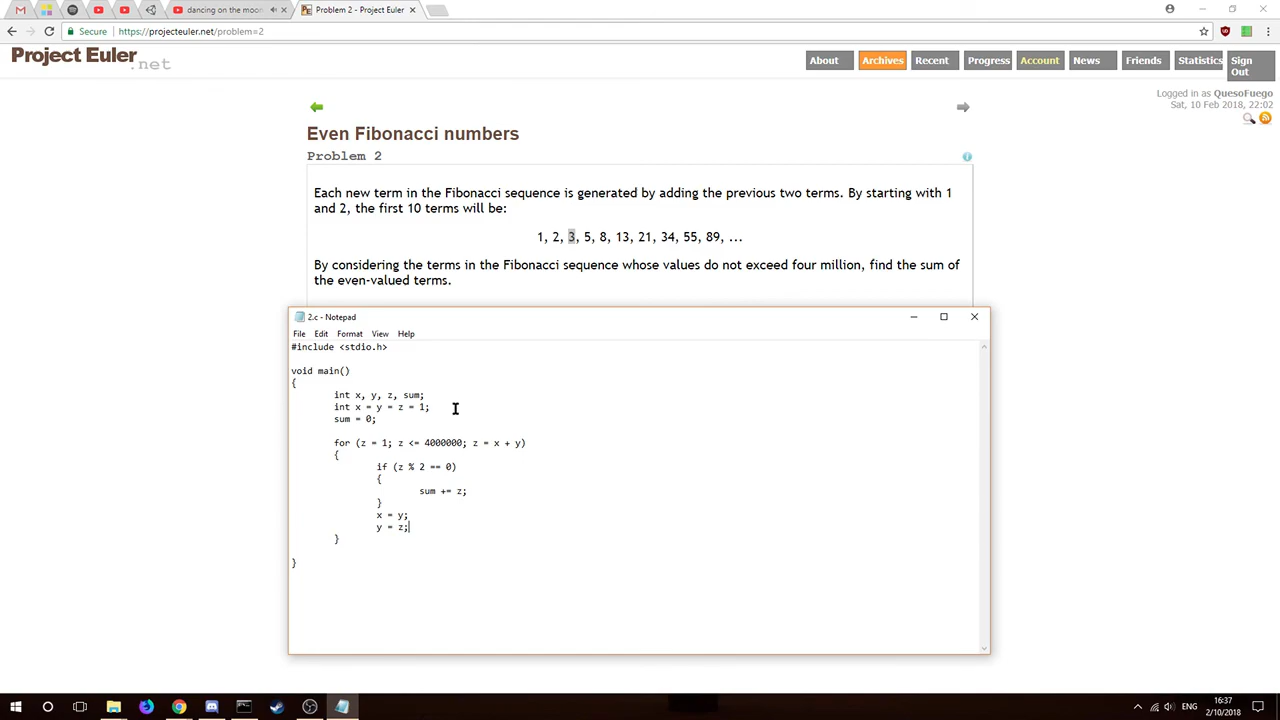 dancing on the moon
Problem 2 - Project Euler
Secure
https://projecteuler.net/problem=2
Project Euler
.net
About
Archives
Recent
Progress
Account
News
Friends
Statistics
Sign
Out
Logged in as QuesoFuego
Sat, 10 Feb 2018, 22:02
Even Fibonacci numbers
Problem 2
Each new term in the Fibonacci sequence is generated by adding the previous two terms. By starting with 1
and 2, the first 10 terms will be:
1, 2, 3, 5, 8, 13, 21, 34, 55, 89, ...
By considering the terms in the Fibonacci sequence whose values do not exceed four million, find the sum of
the even-valued terms.
2.c - Notepad
File Edit Format View Help
#include <stdio.h>
void main()
{
int x, y, z, sum;
int x = y = z = 1;
sum = 0;
for (z = 1; z <= 4000000; z = x + y)
{
if (z % 2 == 0)
{
sum += z;
}
x = y;
y = z;
}
}
16:37
2/10/2018